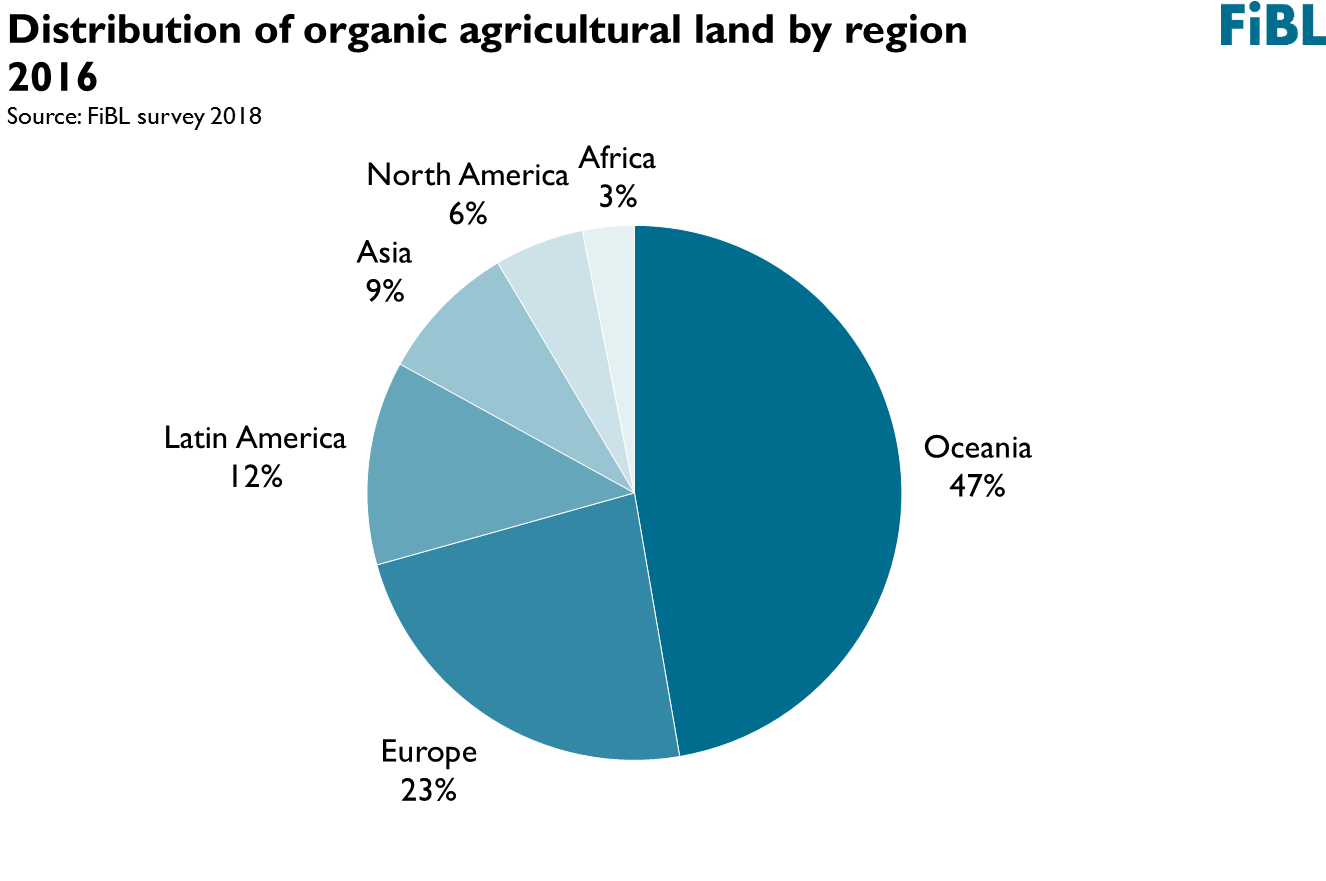 Distribution of organic agricultural land by region
2016
FiBL
Source: FiBL survey 2018
Africa
3%
North America
6%
Asia
9%
Latin America
12%
Oceania
47%
Europe
23%